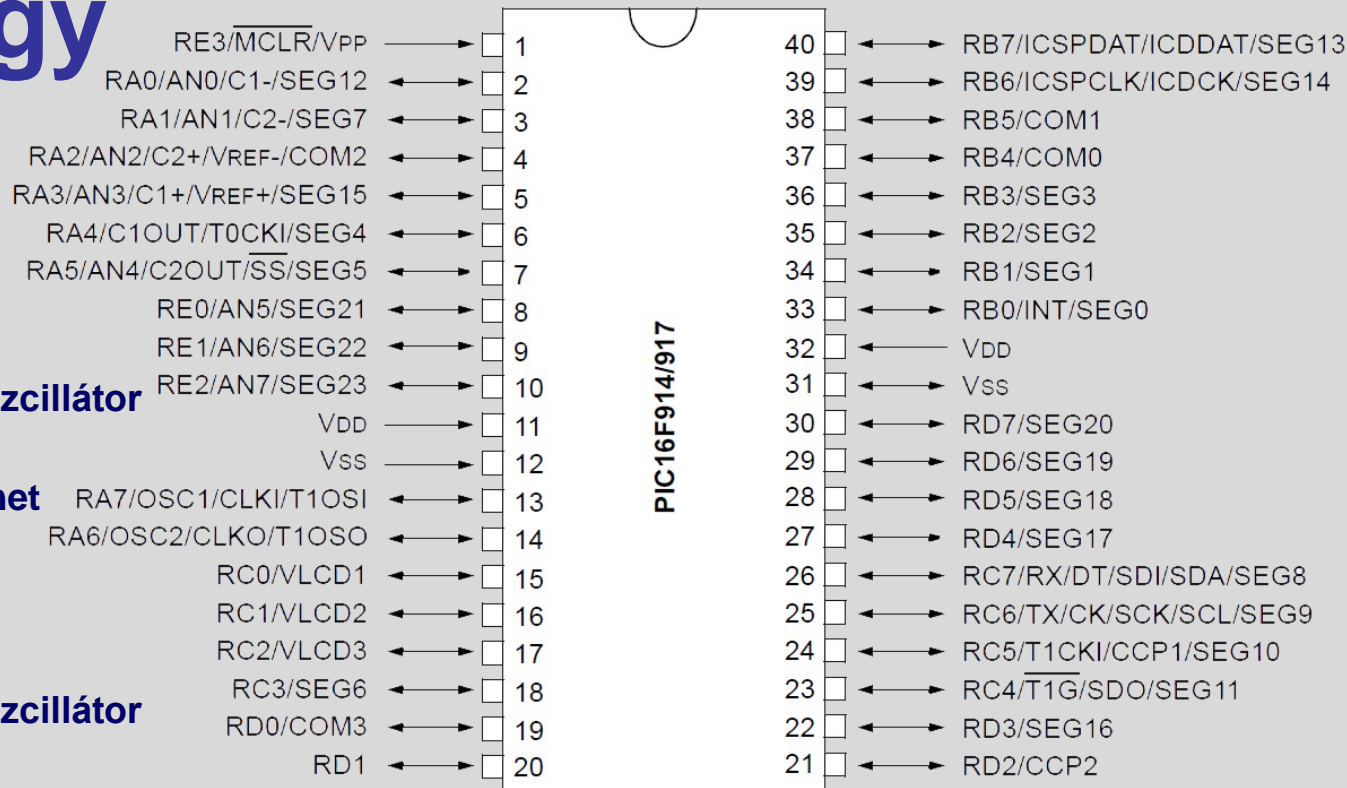 gy
RE3/MCLR/VPP 1
RA0/AN0/C1-/SEG12 2
RA1/AN1/C2-/SEG7 3
RA2/AN2/C2+/VREF-/COM2 4
RA3/AN3/C1+/VREF+/SEG15 5
RA4/C1OUT/T0CKI/SEG4 6
RA5/AN4/C2OUT/SS/SEG5 7
RE0/AN5/SEG21 8
RE1/AN6/SEG22 9
zcillátor RE2/AN7/SEG23 10
VDD 11
VSS 12
net RA7/OSC1/CLKI/T1OSI 13
RA6/OSC2/CLKO/T1OSO 14
RC0/VLCD1 15
RC1/VLCD2 16
RC2/VLCD3 17
RC3/SEG6 18
zcillátor RD0/COM3 19
RD1 20
PIC16F914/917
40 RB7/ICSPDAT/ICDDAT/SEG13
39 RB6/ICSPCLK/ICDCK/SEG14
38 RB5/COM1
37 RB4/COM0
36 RB3/SEG3
35 RB2/SEG2
34 RB1/SEG1
33 RB0/INT/SEG0
32 VDD
31 VSS
30 RD7/SEG20
29 RD6/SEG19
28 RD5/SEG18
27 RD4/SEG17
26 RC7/RX/DT/SDI/SDA/SEG8
25 RC6/TX/CK/SCK/SCL/SEG9
24 RC5/T1CKI/CCP1/SEG10
23 RC4/T1G/SDO/SEG11
22 RD3/SEG16
21 RD2/CCP2